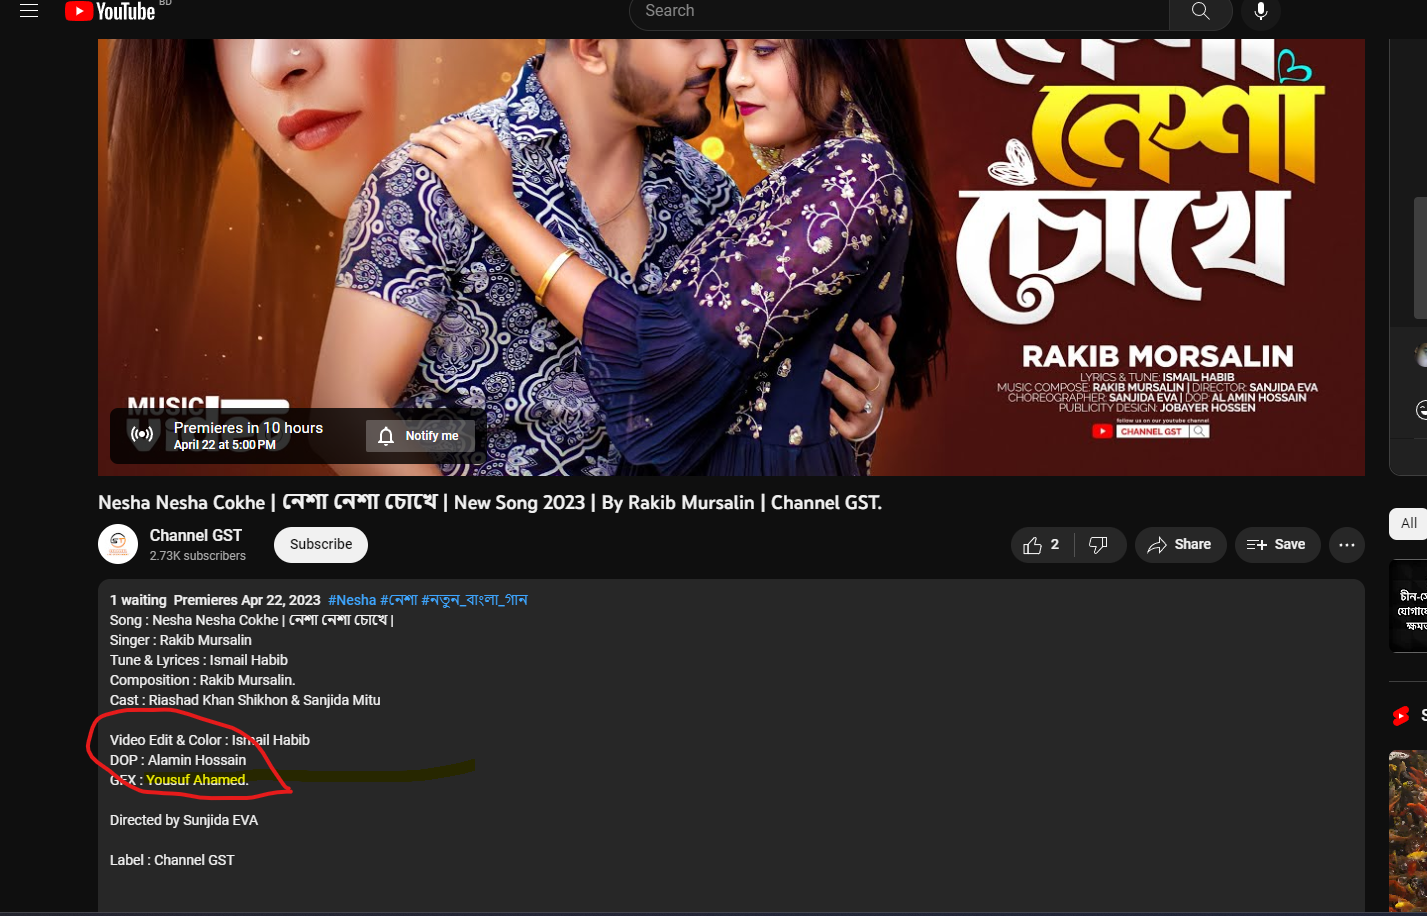 YouTube BD
Search
নেশা
নেশা
চোখে
RAKIB MORSALIN
LYRICS & TUNE: ISMAIL HABIB
MUSIC COMPOSE: RAKIB MURSALIN | DIRECTOR: SANJIDA EVA
CHOREOGRAPHER: SANJIDA EVA | DOP: AL AMIN HOSSAIN
PUBLICITY DESIGN: JOBAYER HOSSEN
follow us on our youtube channel
CHANNEL GST
MUSIC
Premieres in 10 hours
April 22 at 5:00 PM
Notify me
Nesha Nesha Cokhe | নেশা নেশা চোখে | New Song 2023 | By Rakib Mursalin | Channel GST.
Channel GST
2.73K subscribers
Subscribe
2
Share
Save
All
1 waiting Premieres Apr 22, 2023 #Nesha #নেশা #নতুন_বাংলা_গান
Song : Nesha Nesha Cokhe | নেশা নেশা চোখে |
Singer : Rakib Mursalin
Tune & Lyrices : Ismail Habib
Composition : Rakib Mursalin.
Cast : Riashad Khan Shikhon & Sanjida Mitu
Video Edit & Color : Ismail Habib
DOP : Alamin Hossain
GFX : Yousuf Ahamed.
Directed by Sunjida EVA
Label : Channel GST